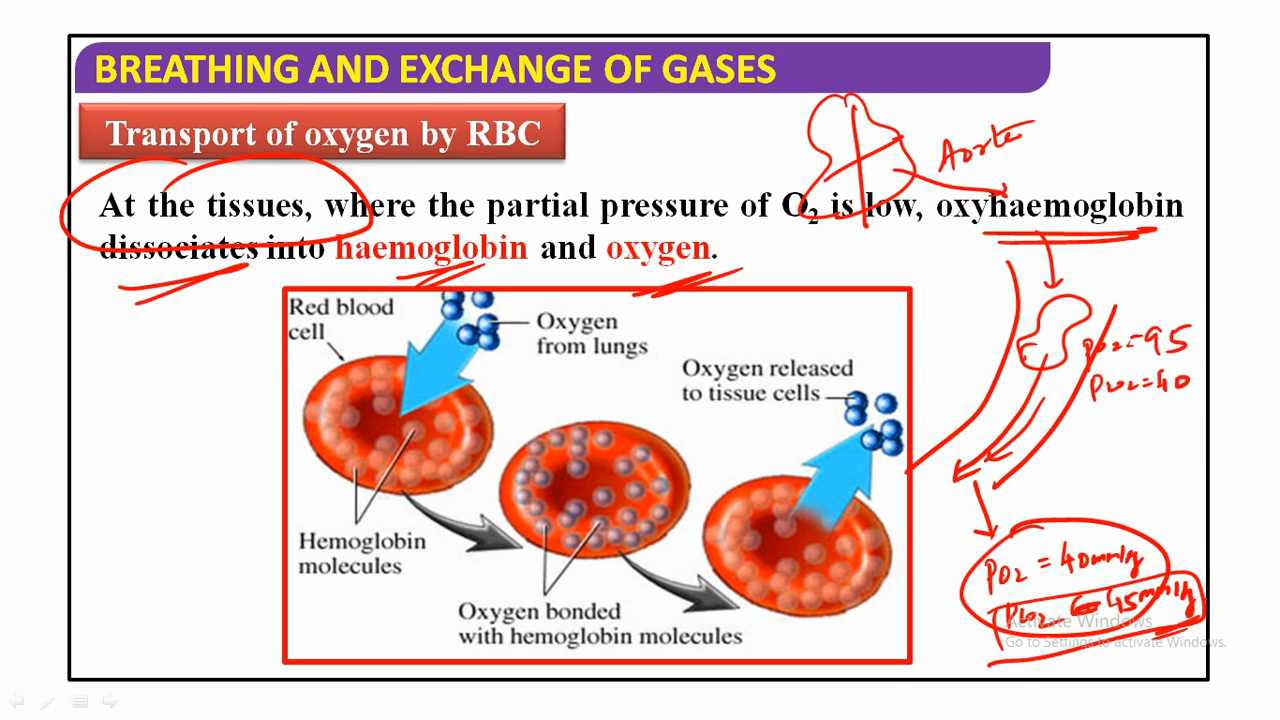 BREATHING AND EXCHANGE OF GASES
Transport of oxygen by RBC
Aorta
At the tissues, where the partial pressure of O₂ is low, oxyhaemoglobin
dissociates into haemoglobin and oxygen.
Red blood
cell
Oxygen
from lungs
Oxygen released
to tissue cells
PO2=95
PCO2=40
Hemoglobin
molecules
Oxygen bonded
with hemoglobin molecules
PO2 = 40mmHg
PCO2 = 45mmHg
Activate Windows
Go to Settings to activate Windows.